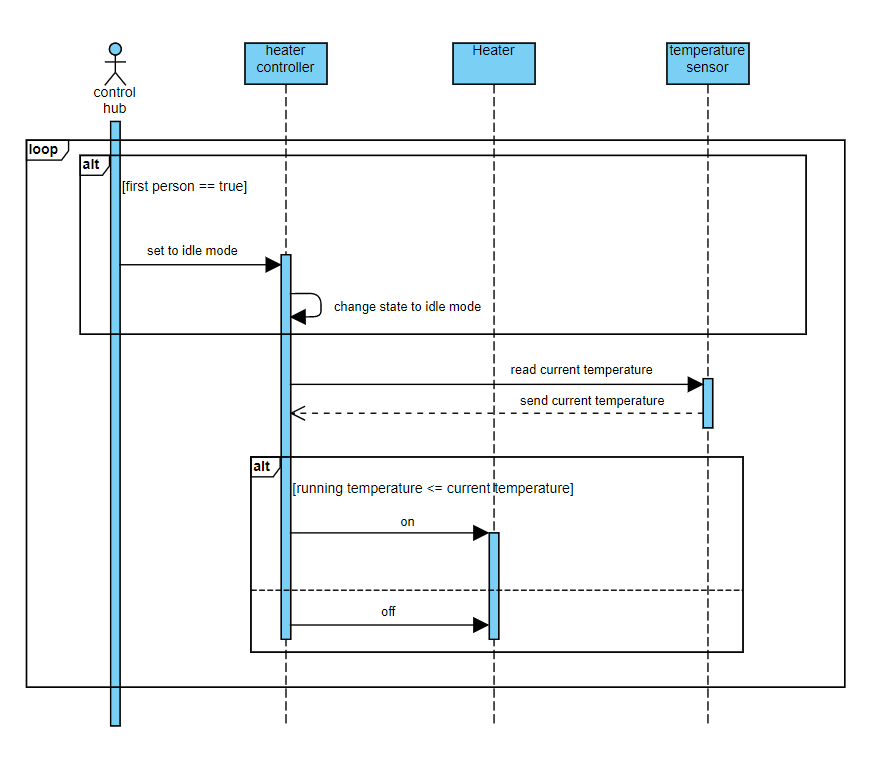 control
hub
heater
controller
Heater
temperature
sensor
loop
alt
[first person == true]
set to idle mode
change state to idle mode
read current temperature
send current temperature
alt
[running temperature <= current temperature]
on
off